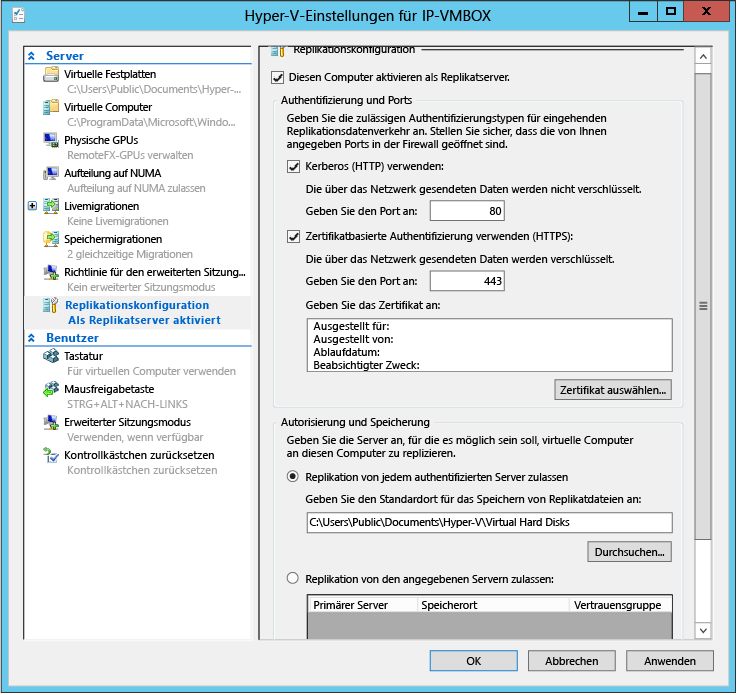 Hyper-V-Einstellungen für IP-VMBOX
Server
Virtuelle Festplatten
C:\Users\Public\Documents\Hyper-...
Virtuelle Computer
C:\ProgramData\Microsoft\Windo...
Physische GPUs
RemoteFX-GPUs verwalten
Aufteilung auf NUMA
Aufteilung auf NUMA zulassen
Livemigrationen
Keine Livemigrationen
Speichermigrationen
2 gleichzeitige Migrationen
Richtlinie für den erweiterten Sitzung...
Kein erweiterter Sitzungsmodus
Replikationskonfiguration
Als Replikatserver aktiviert
Benutzer
Tastatur
Für virtuellen Computer verwenden
Mausfreigabetaste
STRG+ALT+NACH-LINKS
Erweiterter Sitzungsmodus
Verwenden, wenn verfügbar
Kontrollkästchen zurücksetzen
Kontrollkästchen zurücksetzen
Replikationskonfiguration
Diesen Computer aktivieren als Replikatserver.
Authentifizierung und Ports
Geben Sie die zulässigen Authentifizierungstypen für eingehenden
Replikationsdatenverkehr an. Stellen Sie sicher, dass die von Ihnen
angegeben Ports in der Firewall geöffnet sind.
Kerberos (HTTP) verwenden:
Die über das Netzwerk gesendeten Daten werden nicht verschlüsselt.
Geben Sie den Port an: 80
Zertifikatbasierte Authentifizierung verwenden (HTTPS):
Die über das Netzwerk gesendeten Daten werden verschlüsselt.
Geben Sie den Port an: 443
Geben Sie das Zertifikat an:
Ausgestellt für:
Ausgestellt von:
Ablaufdatum:
Beabsichtigter Zweck:
Zertifikat auswählen...
Autorisierung und Speicherung
Geben Sie die Server an, für die es möglich sein soll, virtuelle Computer
an diesen Computer zu replizieren.
Replikation von jedem authentifizierten Server zulassen
Geben Sie den Standardort für das Speichern von Replikatdateien an:
C:\Users\Public\Documents\Hyper-V\Virtual Hard Disks
Durchsuchen...
Replikation von den angegebenen Servern zulassen:
Primärer Server Speicherort Vertrauensgruppe
OK Abbrechen Anwenden